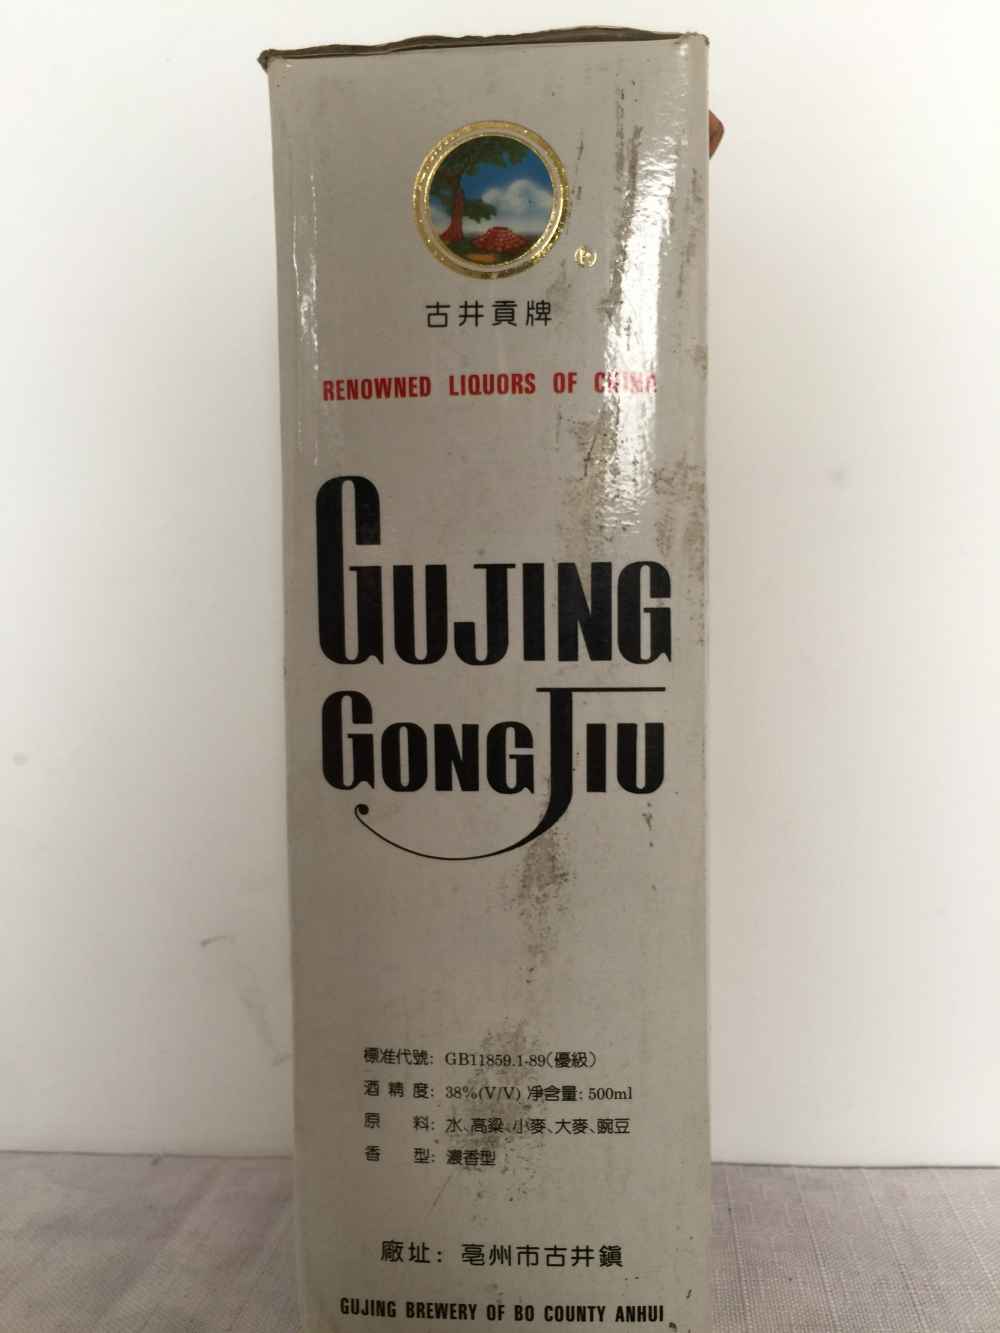 古井貢牌
RENOWNED LIQUORS OF CHINA
GUJING
GONGJIU
標准代號: GB11859.1-89(優級)
酒精度: 38%(V/V) 净含量: 500ml
原料: 水、高粱、小麥、大麥、豌豆
香型: 濃香型
廠址: 亳州市古井鎮
GUJING BREWERY OF BO COUNTY ANHUI